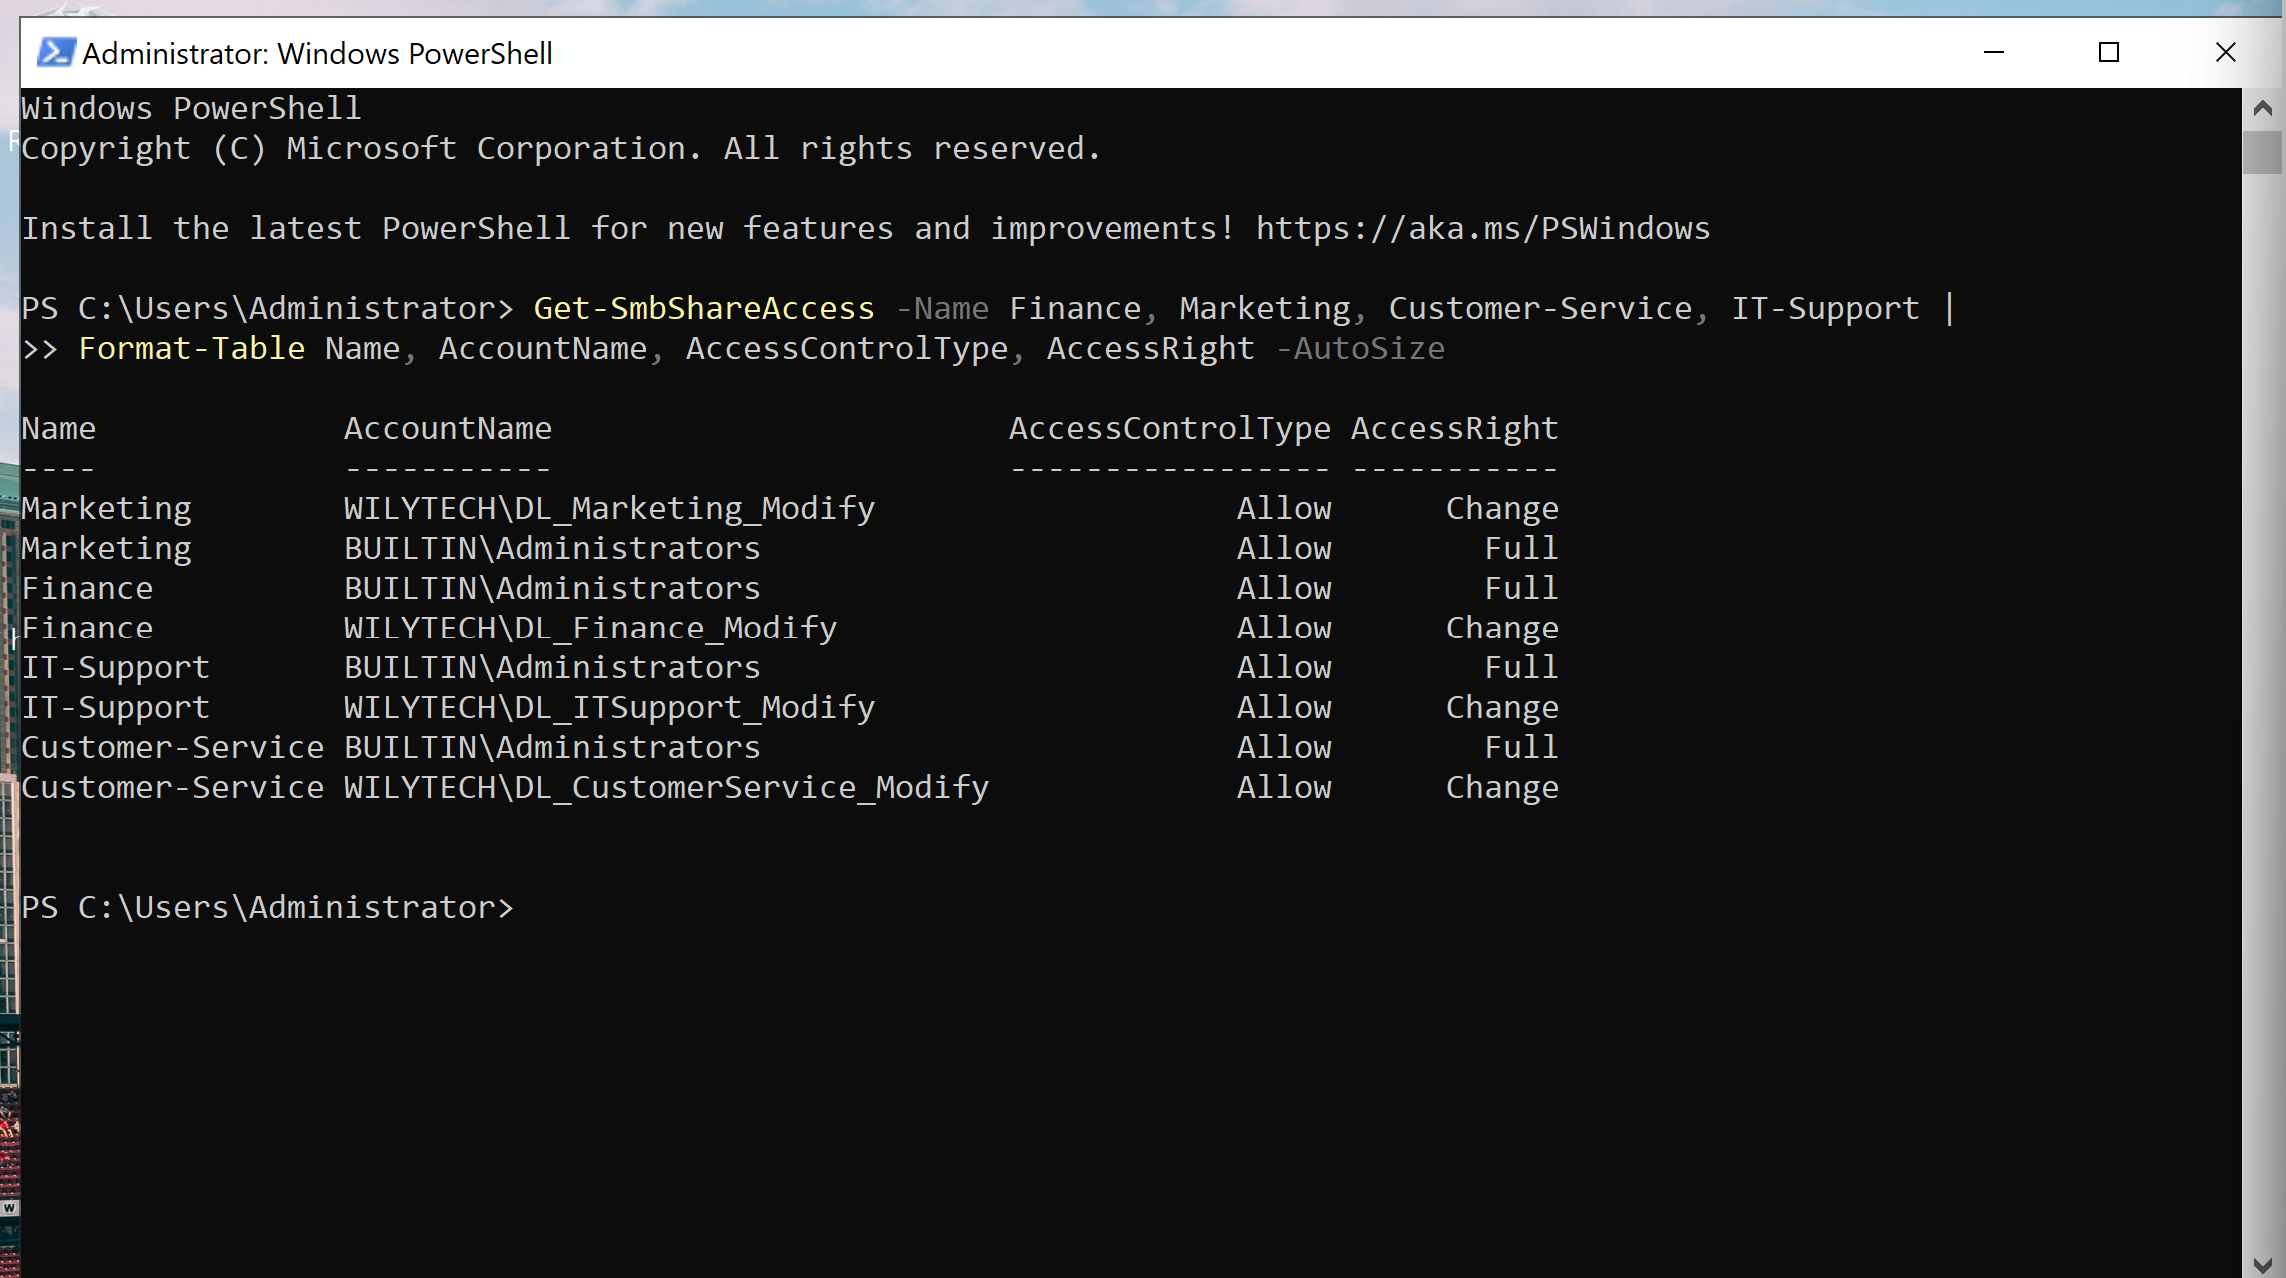 Administrator: Windows PowerShell
Windows PowerShell
Copyright (C) Microsoft Corporation. All rights reserved.
Install the latest PowerShell for new features and improvements! https://aka.ms/PSWindows
PS C:\Users\Administrator> Get-SmbShareAccess -Name Finance, Marketing, Customer-Service, IT-Support |
>> Format-Table Name, AccountName, AccessControlType, AccessRight -AutoSize
Name AccountName AccessControlType AccessRight
---- ----------- ----------------- -----------
Marketing WILYTECH\DL_Marketing_Modify Allow Change
Marketing BUILTIN\Administrators Allow Full
Finance BUILTIN\Administrators Allow Full
Finance WILYTECH\DL_Finance_Modify Allow Change
IT-Support BUILTIN\Administrators Allow Full
IT-Support WILYTECH\DL_ITSupport_Modify Allow Change
Customer-Service BUILTIN\Administrators Allow Full
Customer-Service WILYTECH\DL_CustomerService_Modify Allow Change
PS C:\Users\Administrator>